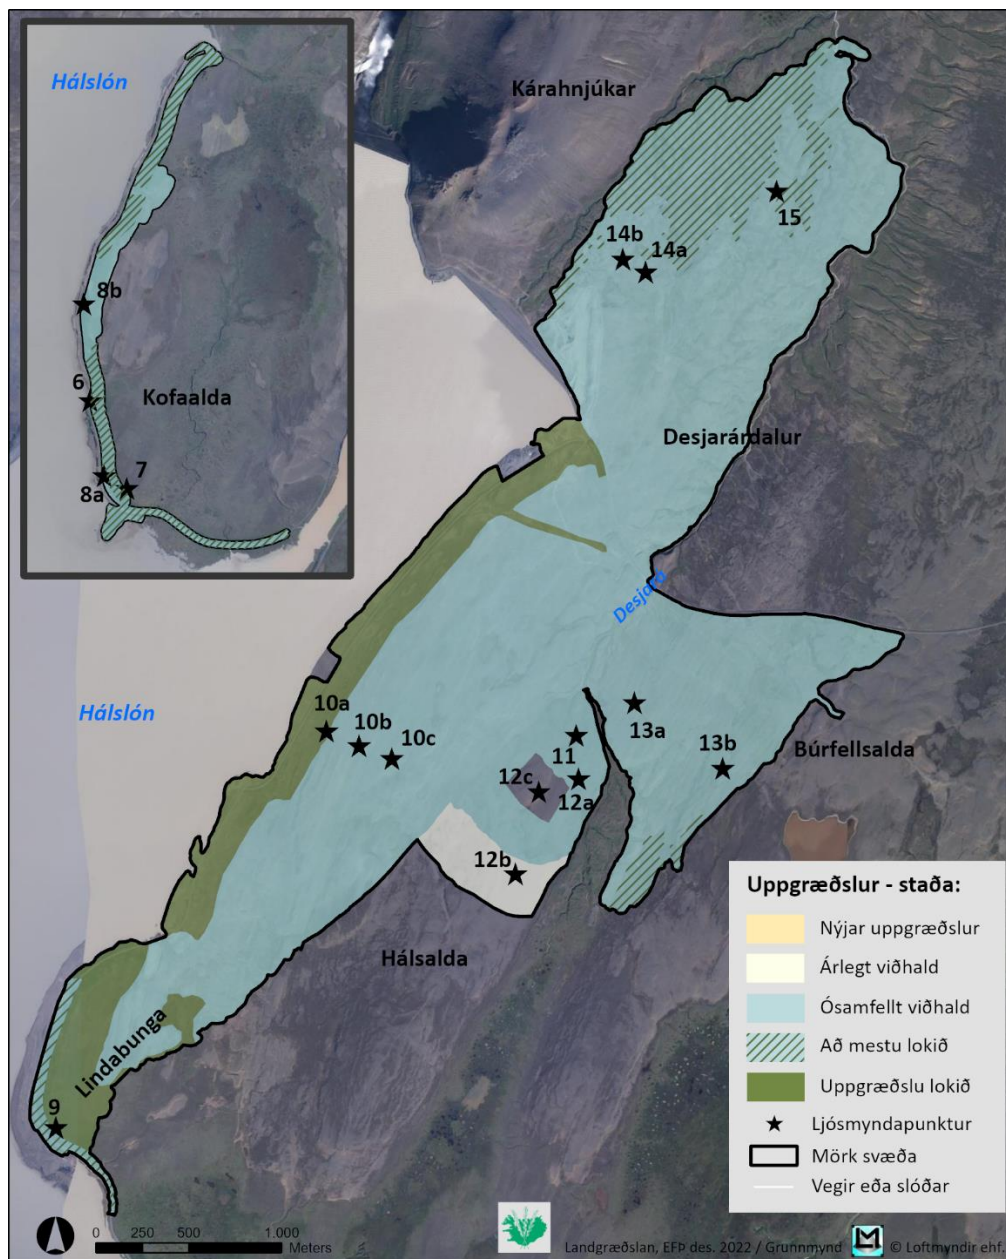 Hálslón
8b
6
Kofaalda
7
8a
Kárahnjúkar
15
14b
14a
Desjarárdalur
Desjará
Hálslón
10a
10b
10c
11
12c
12a
12b
13a
13b
Búrfellsalda
Hálsalda
Lindabunga
9
Uppgræðslur - staða:
Nýjar uppgræðslur
Árlegt viðhald
Ósamfellt viðhald
Að mestu lokið
Uppgræðslu lokið
Ljósmyndapunktur
Mörk svæða
Vegir eða slóðar
0 250 500 1.000
Meters
Landgræðslan, EFÞ des. 2022 / Grunnmynd © Loftmyndir ehf